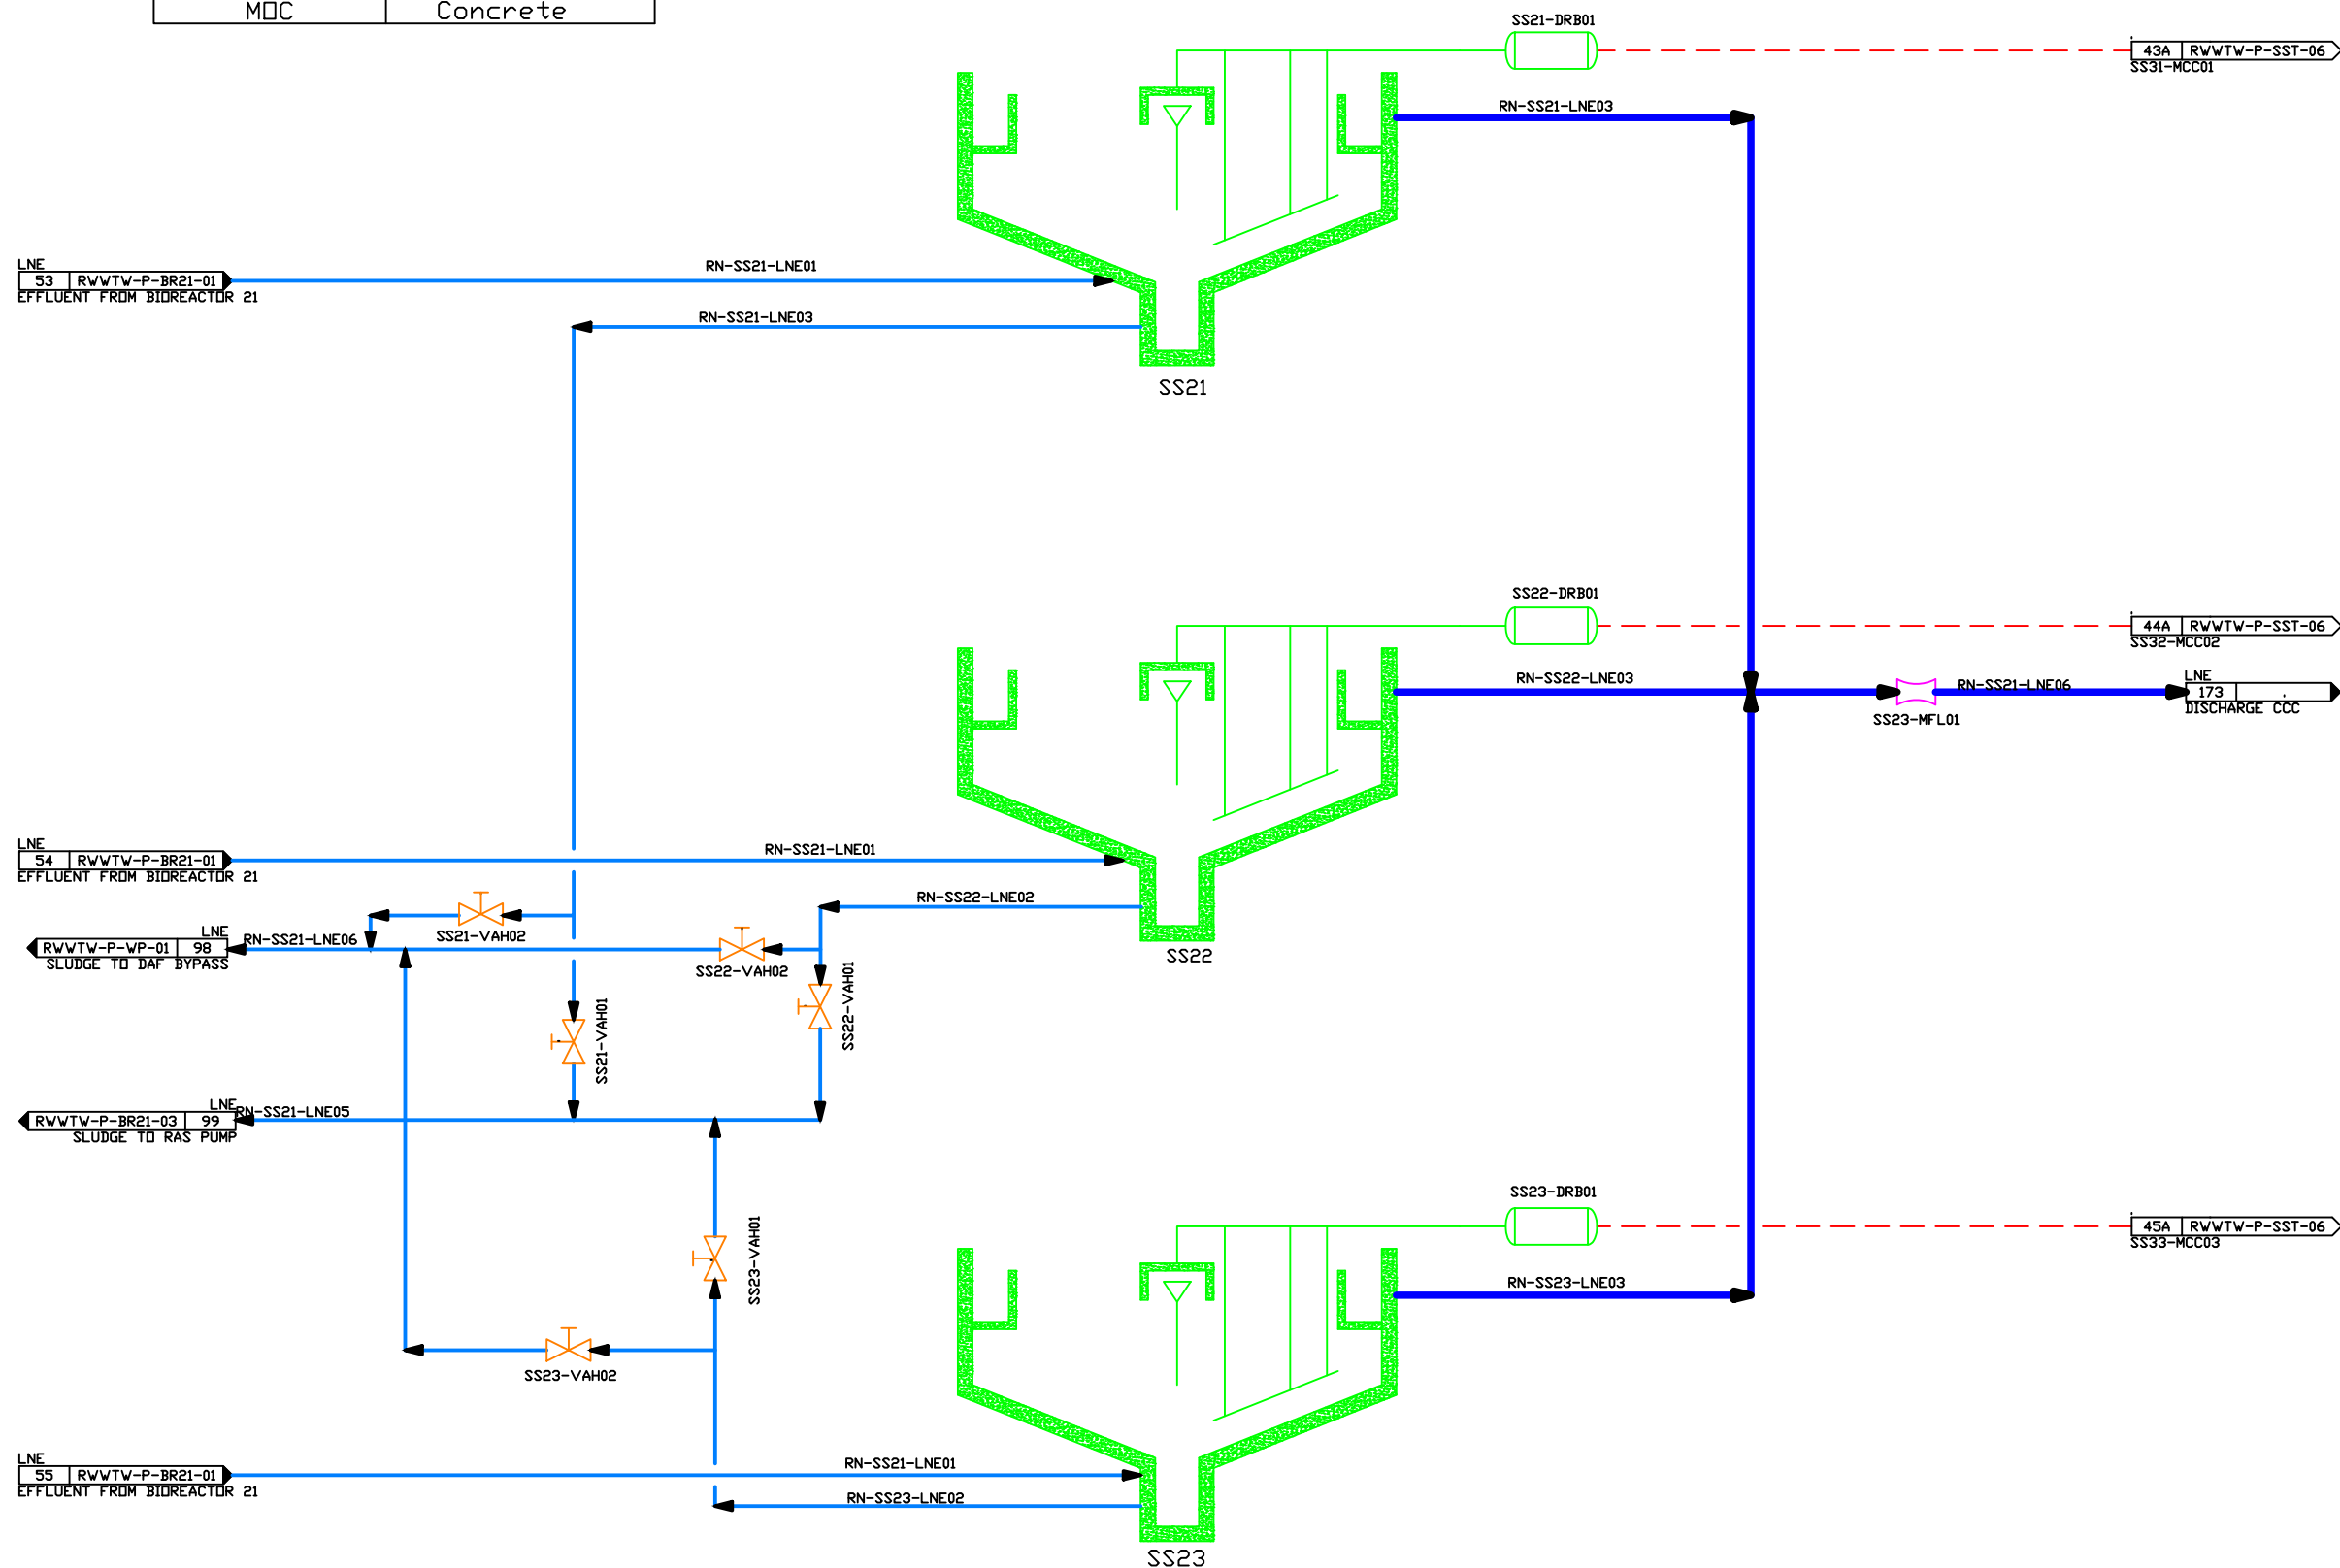 MOC Concrete
SS21-DRB01
43A RWWTW-P-SST-06
SS31-MCC01
RN-SS21-LNE03
LNE
53 RWWTW-P-BR21-01
EFFLUENT FROM BIOREACTOR 21
RN-SS21-LNE01
RN-SS21-LNE03
SS21
SS22-DRB01
44A RWWTW-P-SST-06
SS32-MCC02
RN-SS22-LNE03
RN-SS21-LNE06
LNE
173
DISCHARGE CCC
SS23-MFL01
LNE
54 RWWTW-P-BR21-01
EFFLUENT FROM BIOREACTOR 21
RN-SS21-LNE01
RN-SS22-LNE02
SS21-VAH02
LNE
RWWTW-P-WP-01 98
SLUDGE TO DAF BYPASS
RN-SS21-LNE06
SS22-VAH02
SS22
SS22-VAH01
SS21-VAH01
LNE
RWWTW-P-BR21-03 99
SLUDGE TO RAS PUMP
RN-SS21-LNE05
SS23-DRB01
45A RWWTW-P-SST-06
SS33-MCC03
SS23-VAH01
RN-SS23-LNE03
SS23-VAH02
LNE
55 RWWTW-P-BR21-01
EFFLUENT FROM BIOREACTOR 21
RN-SS21-LNE01
RN-SS23-LNE02
SS23